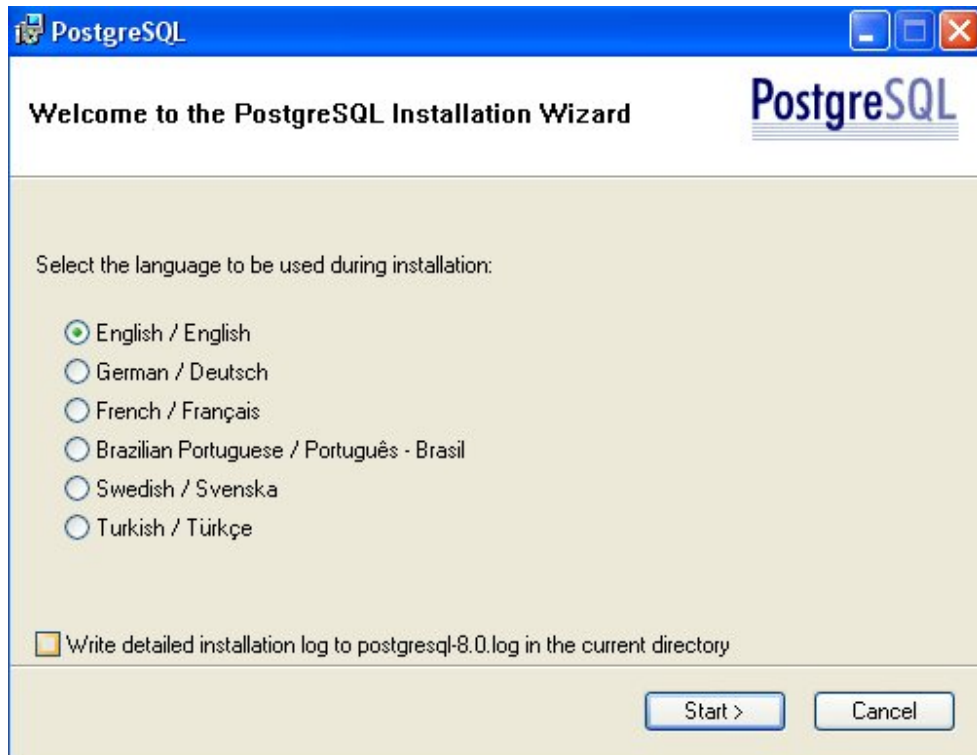 PostgreSQL
Welcome to the PostgreSQL Installation Wizard
PostgreSQL
Select the language to be used during installation:
English / English
German / Deutsch
French / Français
Brazilian Portuguese / Português - Brasil
Swedish / Svenska
Turkish / Türkçe
Write detailed installation log to postgresql-8.0.log in the current directory
Start >
Cancel